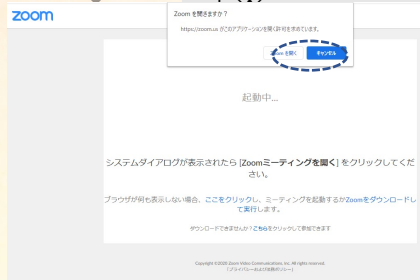 zoom
Zoom を開きますか？
https://zoom.us がこのアプリケーションを開く許可を求めています。
Zoom を開く キャンセル
起動中...
システムダイアログが表示されたら [Zoomミーティングを開く] をクリックしてくだ
さい。
ブラウザが何も表示しない場合、ここをクリックし、ミーティングを起動するかZoomをダウンロードし
て実行します。
ダウンロードできませんか？こちらをクリックして参加できます
Copyright ©2020 Zoom Video Communications, Inc. All rights reserved.
「プライバシーおよび法務ポリシー」